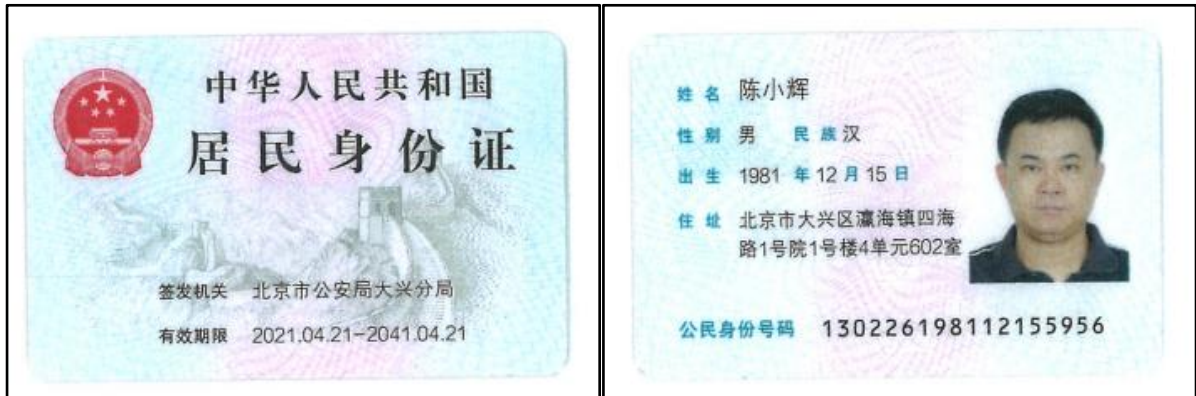 中华人民共和国
居民身份证
签发机关 北京市公安局大兴分局
有效期限 2021.04.21-2041.04.21
姓名 陈小辉
性别 男 民族 汉
出生 1981 年 12 月 15 日
住址 北京市大兴区瀛海镇四海
路1号院1号楼4单元602室
公民身份号码 130226198112155956